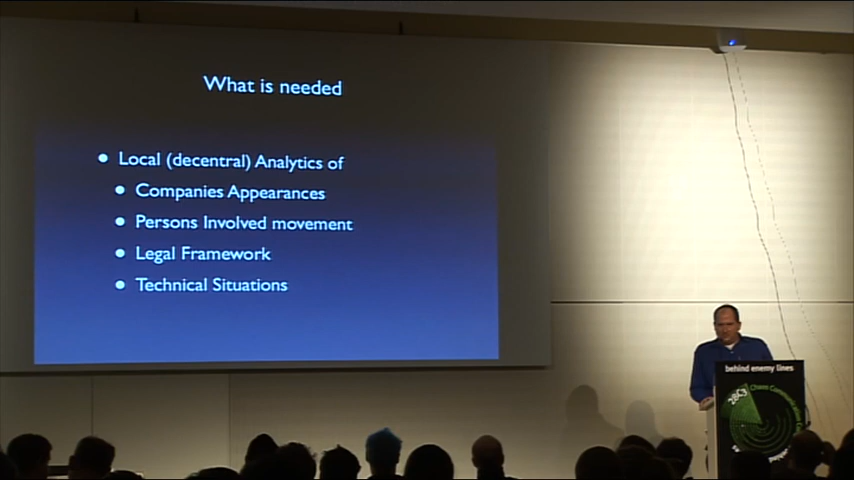 What is needed
Local (decentral) Analytics of
Companies Appearances
Persons Involved movement
Legal Framework
Technical Situations
behind enemy lines
28C3